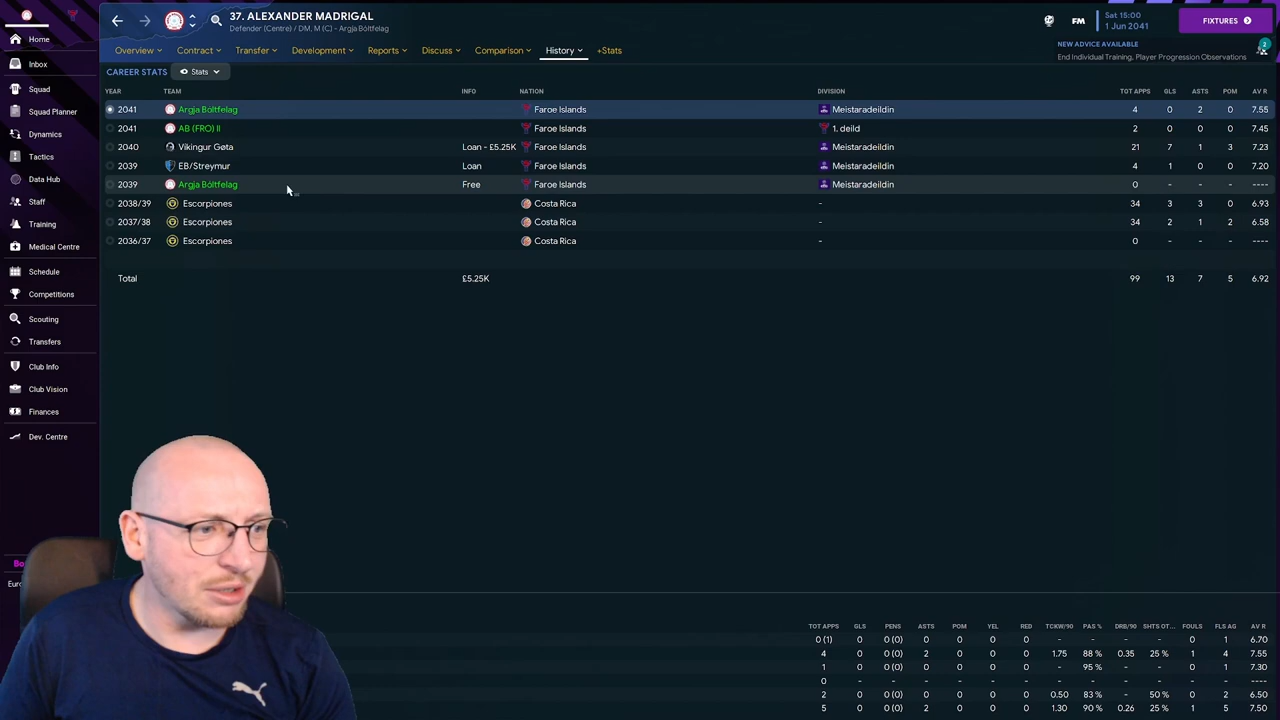 37. ALEXANDER MADRIGAL
Defender (Centre) / DM, M (C) - Argja Bóltfelag
FM
Sat 15:00
1 Jun 2041
FIXTURES
Home
Overview Contract Transfer Development Reports Discuss Comparison History +Stats
NEW ADVICE AVAILABLE
2
End Individual Training, Player Progression Observations
Inbox
CAREER STATS Stats
Squad
YEAR TEAM INFO NATION DIVISION TOT APPS GLS ASTS POM AV R
Squad Planner
2041 Argja Bóltfelag Faroe Islands Meistaradeildin 4 0 2 0 7.55
Dynamics
2041 AB (FRO) II Faroe Islands 1. deild 2 0 0 0 7.45
Tactics
2040 Víkingur Gøta Loan - £5.25K Faroe Islands Meistaradeildin 21 7 1 3 7.23
Data Hub
2039 EB/Streymur Loan Faroe Islands Meistaradeildin 4 1 0 0 7.20
Staff
2039 Argja Bóltfelag Free Faroe Islands Meistaradeildin 0 - - - ----
Training
2038/39 Escorpiones Costa Rica - 34 3 3 0 6.93
2037/38 Escorpiones Costa Rica - 34 2 1 2 6.58
Medical Centre
2036/37 Escorpiones Costa Rica - 0 - - - ----
Schedule
Total £5.25K 99 13 7 5 6.92
Competitions
Scouting
Transfers
Club Info
Club Vision
Finances
Dev. Centre
TOT APPS GLS PENS ASTS POM YEL RED TCKW/90 PAS % DRB/90 SHTS OT... FOULS FLS AG AV R
0 (1) 0 0 (0) 0 0 0 0 - - - - 0 1 6.70
4 0 0 (0) 2 0 0 0 1.75 88 % 0.35 25 % 1 4 7.55
1 0 0 (0) 0 0 0 0 - 95 % - - 0 1 7.30
0 - - - - - - - - - - - - ----
2 0 0 (0) 0 0 0 0 0.50 83 % - 50 % 0 2 6.50
5 0 0 (0) 2 0 0 0 1.30 90 % 0.26 25 % 1 5 7.50